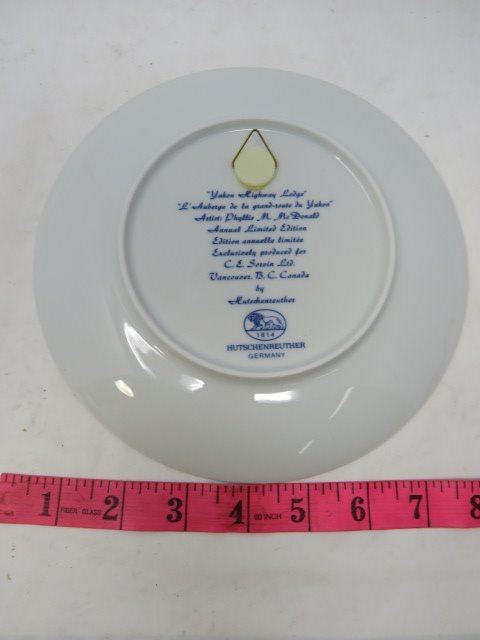 "Yukon Highway Lodge"
"L'Auberge de la grand-route du Yukon"
Artist: Phyllis M. McDonald
Annual Limited Edition
Edition annuelle limitée
Exclusively produced for
C. E. Sorvin Ltd.
Vancouver, B. C. Canada
by
Hutschenreuther
1814
HUTSCHENREUTHER
GERMANY
1 FIBER-GLASS 2 3 4 60 INCH 5 6 7 8